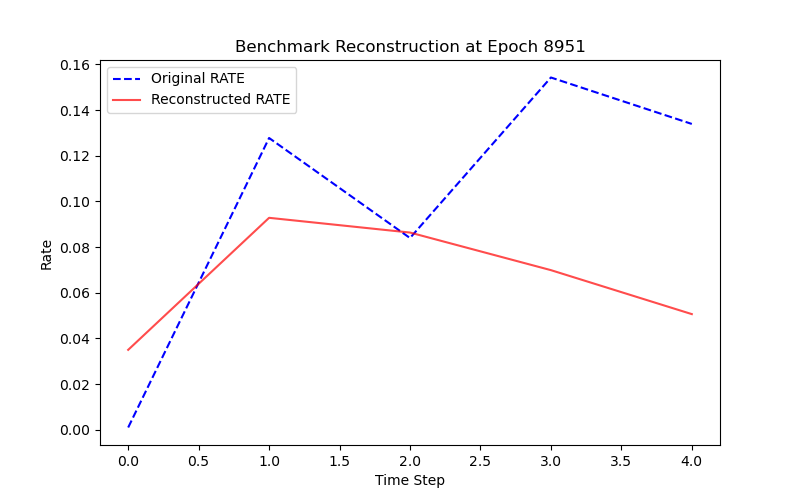 Benchmark Reconstruction at Epoch 8951
Original RATE
Reconstructed RATE
Rate
0.16
0.14
0.12
0.10
0.08
0.06
0.04
0.02
0.00
0.0 0.5 1.0 1.5 2.0 2.5 3.0 3.5 4.0
Time Step